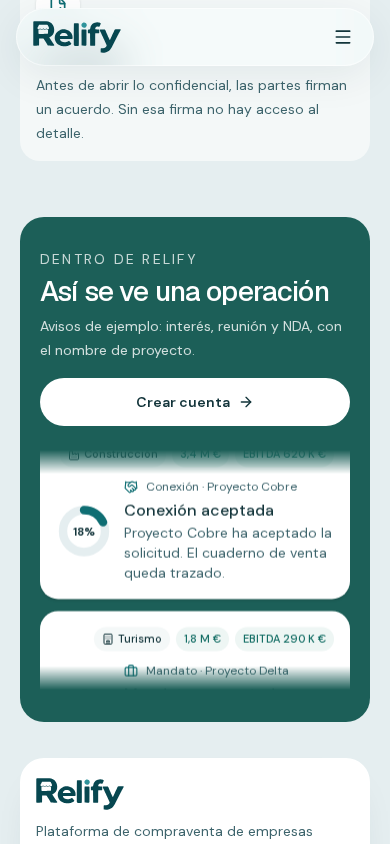 Relify
Antes de abrir lo confidencial, las partes firman
un acuerdo. Sin esa firma no hay acceso al
detalle.
DENTRO DE RELIFY
Así se ve una operación
Avisos de ejemplo: interés, reunión y NDA, con
el nombre de proyecto.
Crear cuenta
Construcción 3,4 M € EBITDA 620 K €
Conexión · Proyecto Cobre
Conexión aceptada
18%
Proyecto Cobre ha aceptado la
solicitud. El cuaderno de venta
queda trazado.
Turismo 1,8 M € EBITDA 290 K €
Mandato · Proyecto Delta
Relify
Plataforma de compraventa de empresas